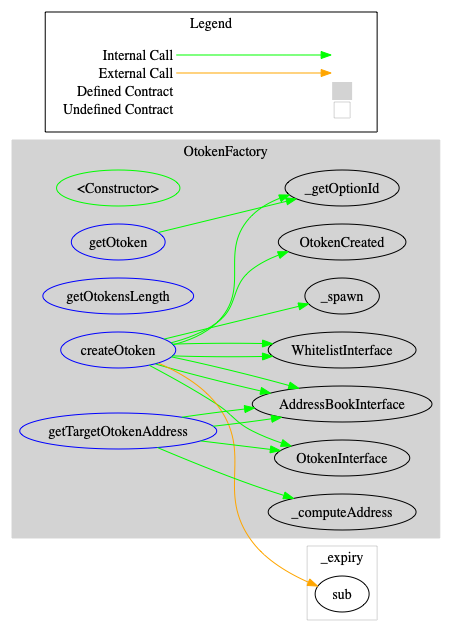 Legend
Internal Call
External Call
Defined Contract
Undefined Contract
OtokenFactory
<Constructor>
_getOptionId
getOtoken
OtokenCreated
getOtokensLength
_spawn
createOtoken
WhitelistInterface
AddressBookInterface
getTargetOtokenAddress
OtokenInterface
_computeAddress
_expiry
sub